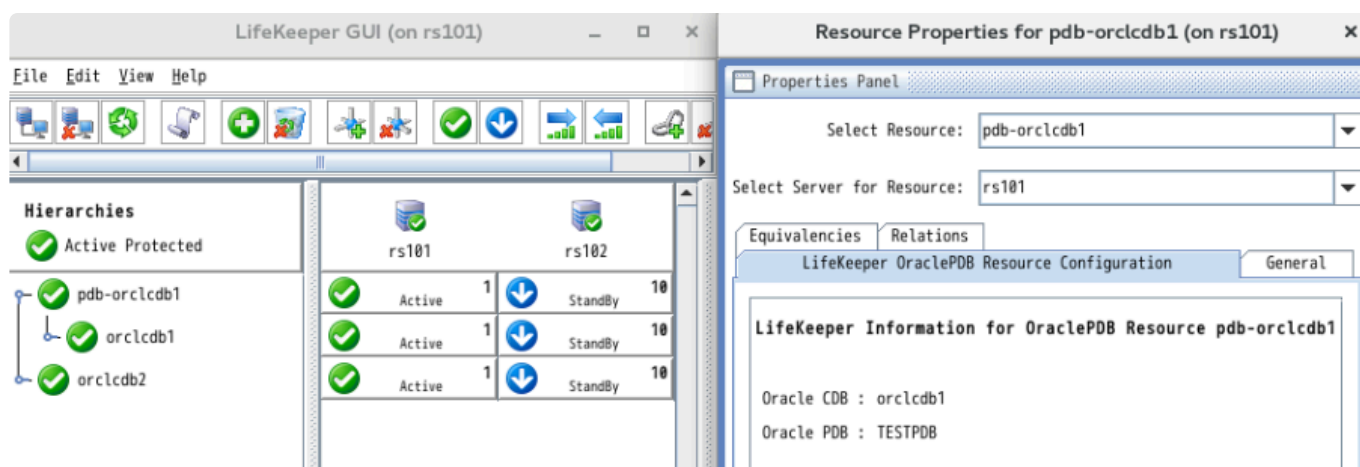 LifeKeeper GUI (on rs101)
File Edit View Help
Hierarchies
Active Protected
rs101
rs102
pdb-orclcdb1
Active 1
StandBy 10
orclcdb1
Active 1
StandBy 10
orclcdb2
Active 1
StandBy 10
Resource Properties for pdb-orclcdb1 (on rs101)
Properties Panel
Select Resource: pdb-orclcdb1
Select Server for Resource: rs101
Equivalencies Relations
LifeKeeper OraclePDB Resource Configuration General
LifeKeeper Information for OraclePDB Resource pdb-orclcdb1
Oracle CDB : orclcdb1
Oracle PDB : TESTPDB